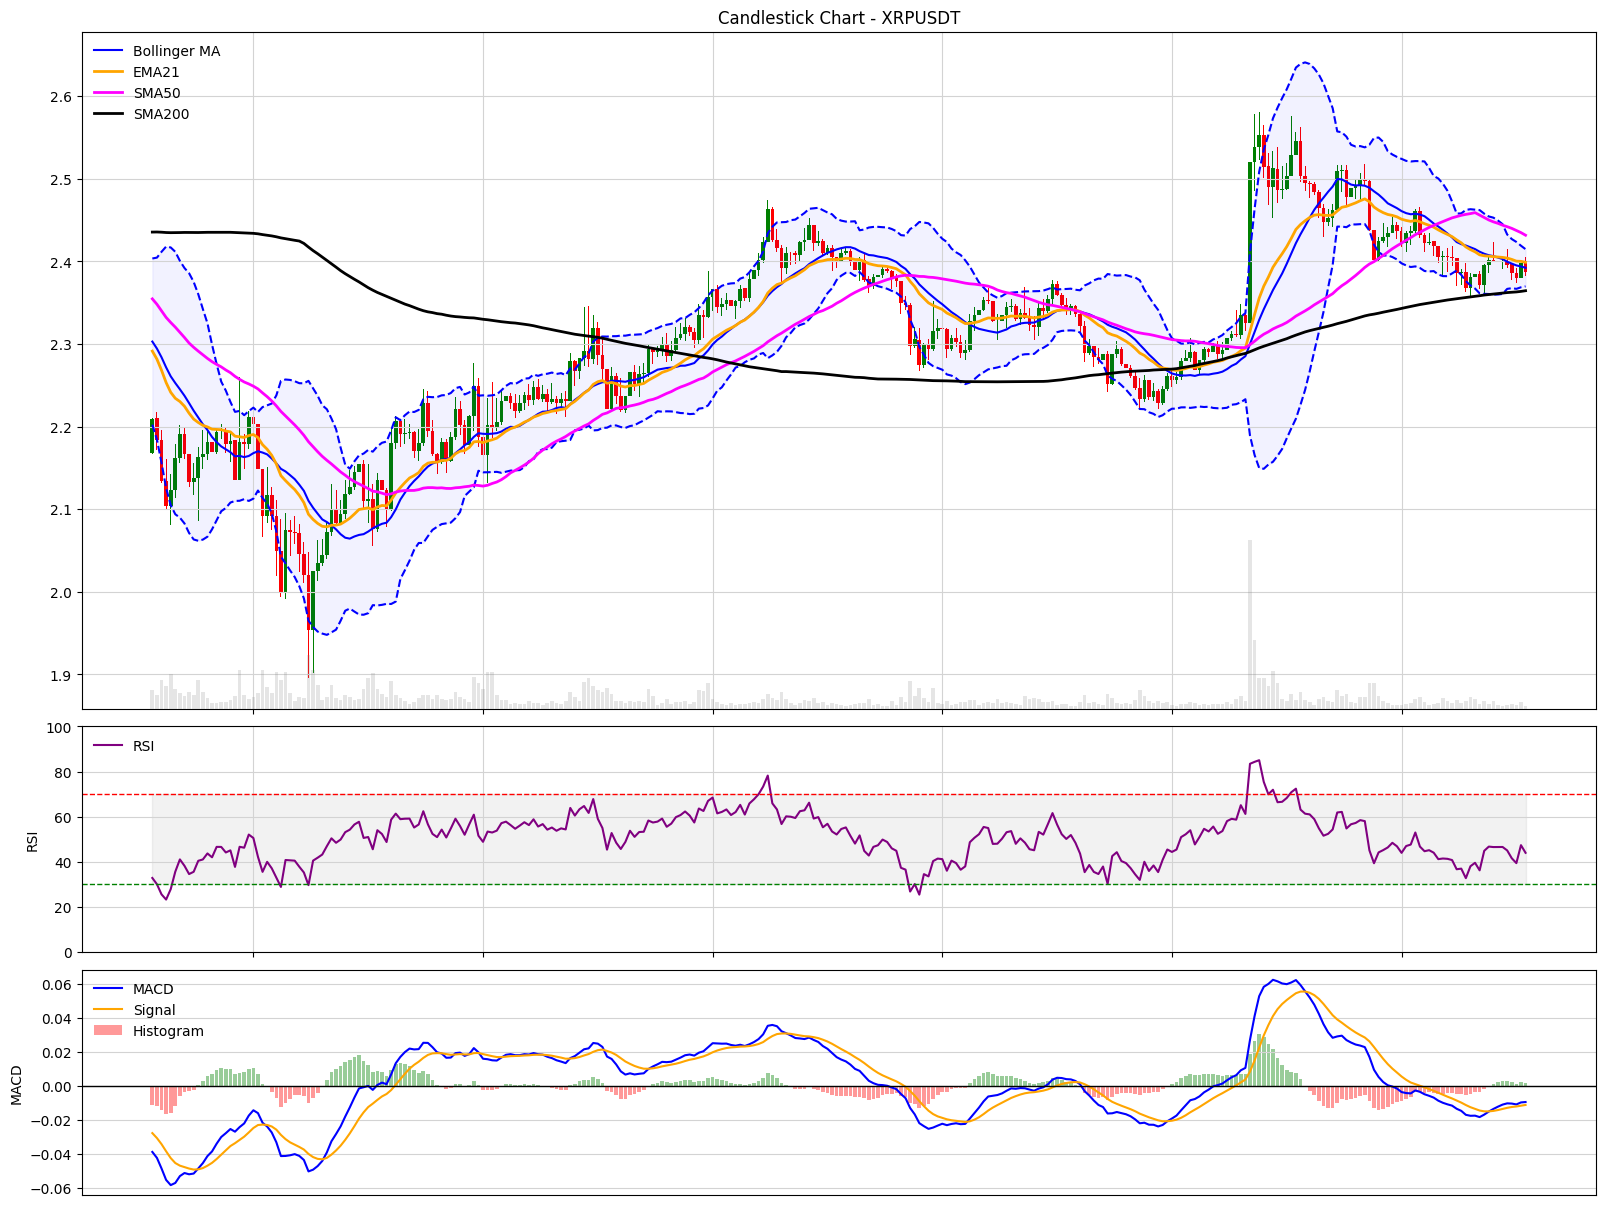 Candlestick Chart - XRPUSDT
Bollinger MA
EMA21
SMA50
SMA200
2.6
2.5
2.4
2.3
2.2
2.1
2.0
1.9
RSI
100
80
60
40
20
0
RSI
MACD
Signal
Histogram
0.06
0.04
0.02
0.00
−0.02
−0.04
−0.06
MACD